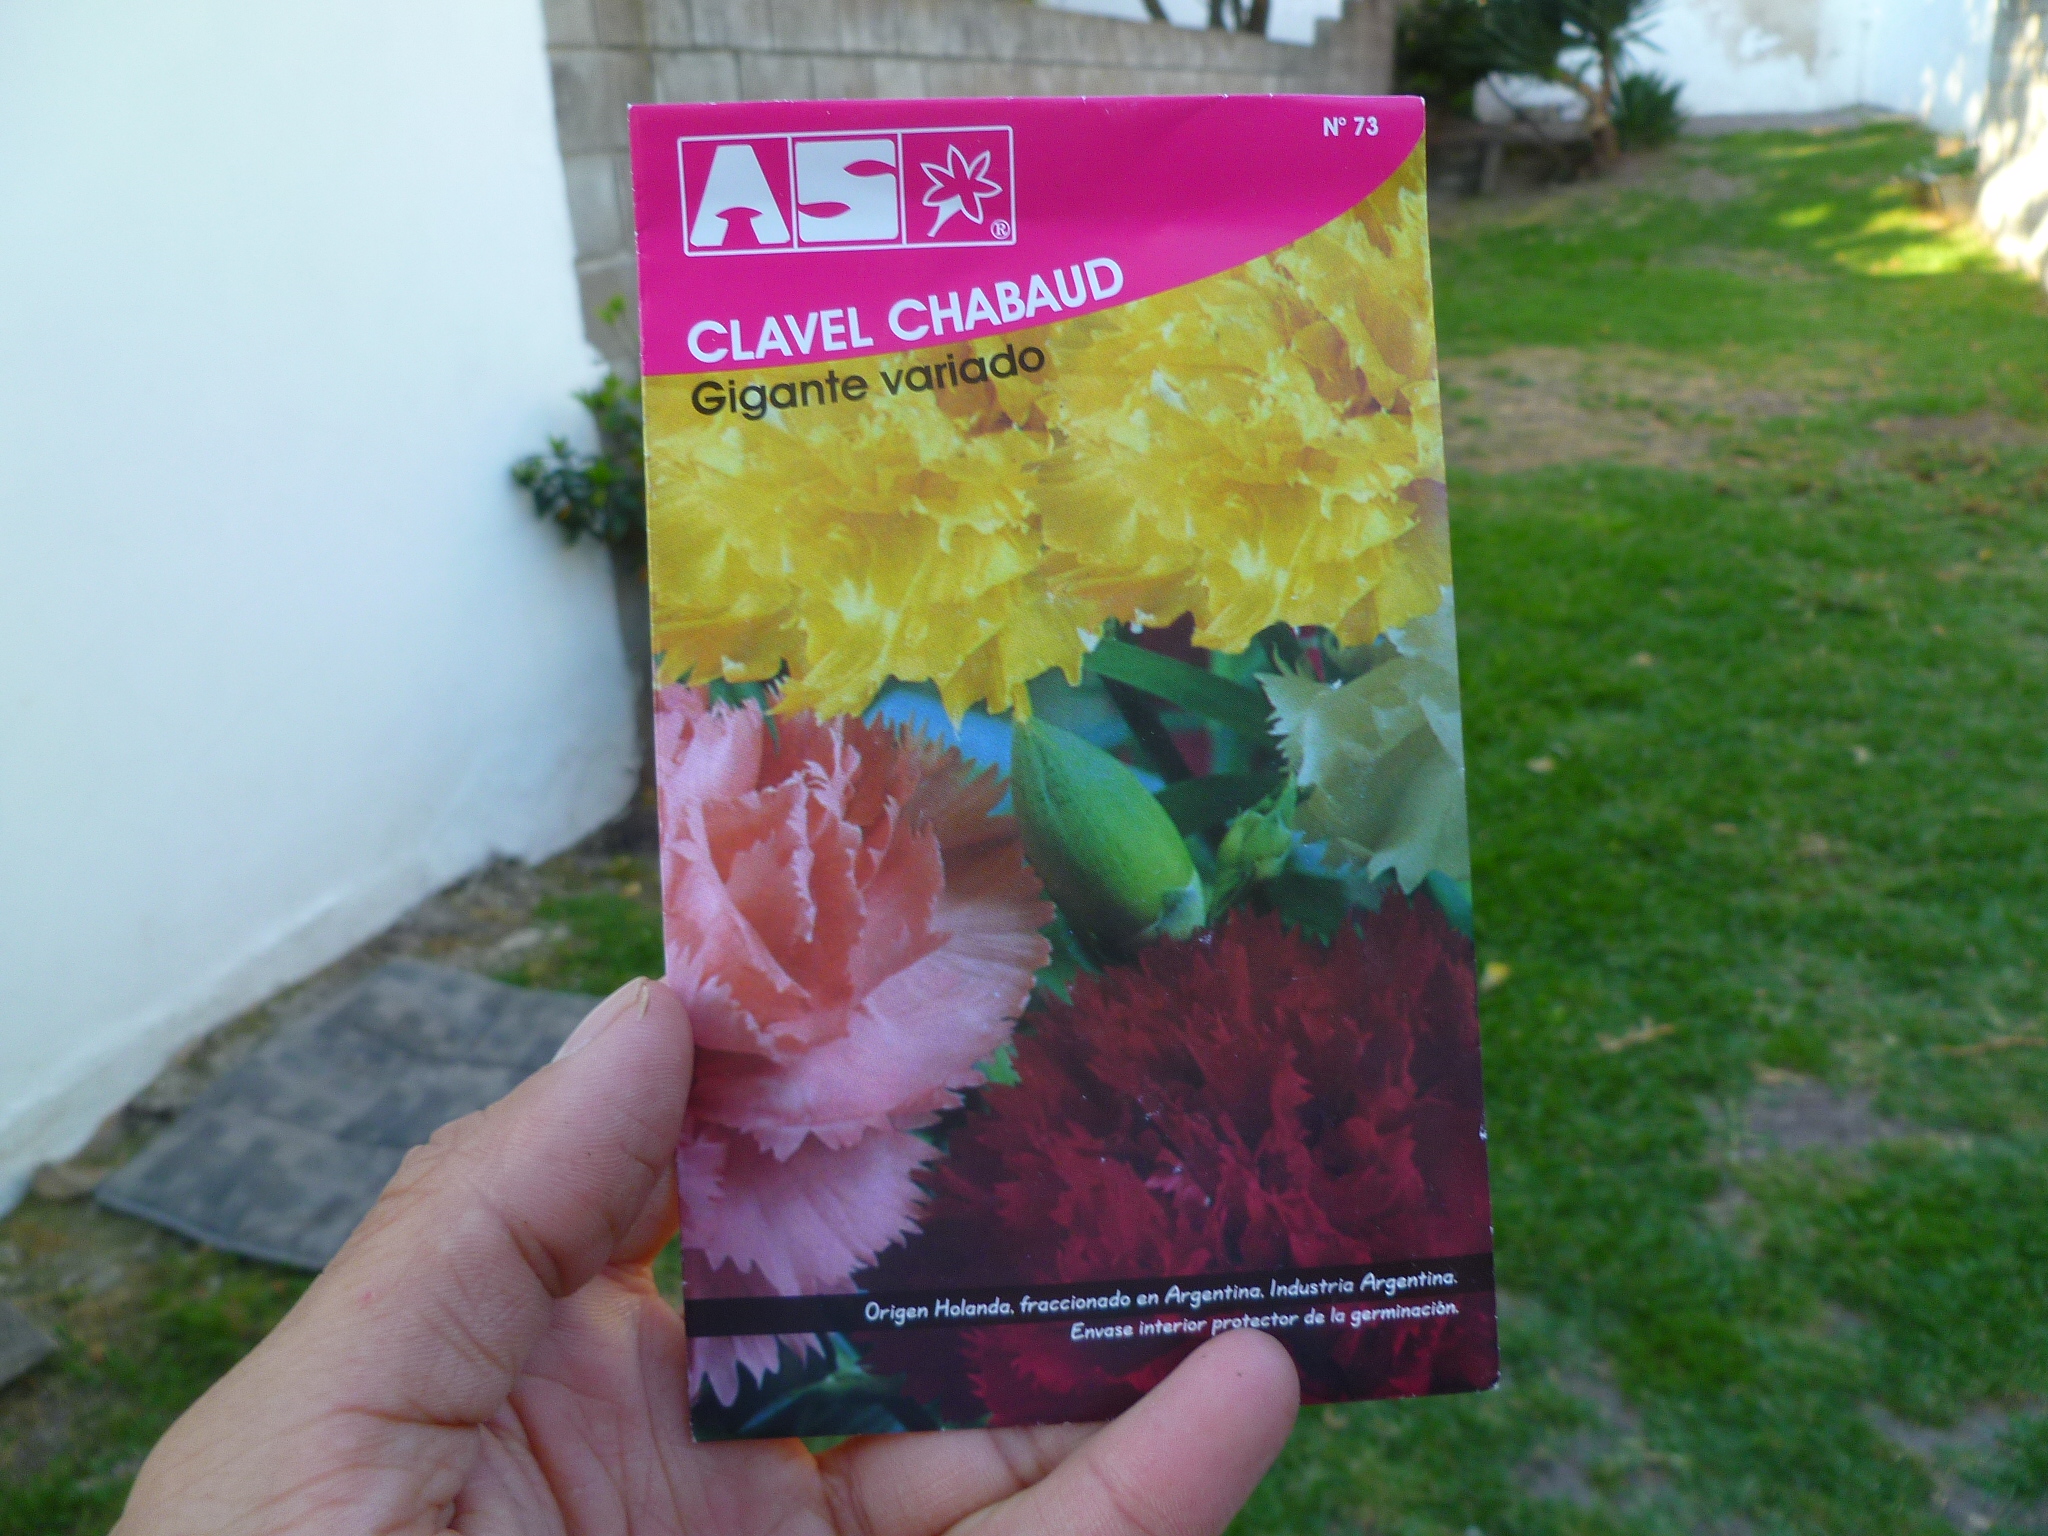 Nº 73
AS
®
CLAVEL CHABAUD
Gigante variado
Origen Holanda, fraccionado en Argentina. Industria Argentina.
Envase interior protector de la germinación.